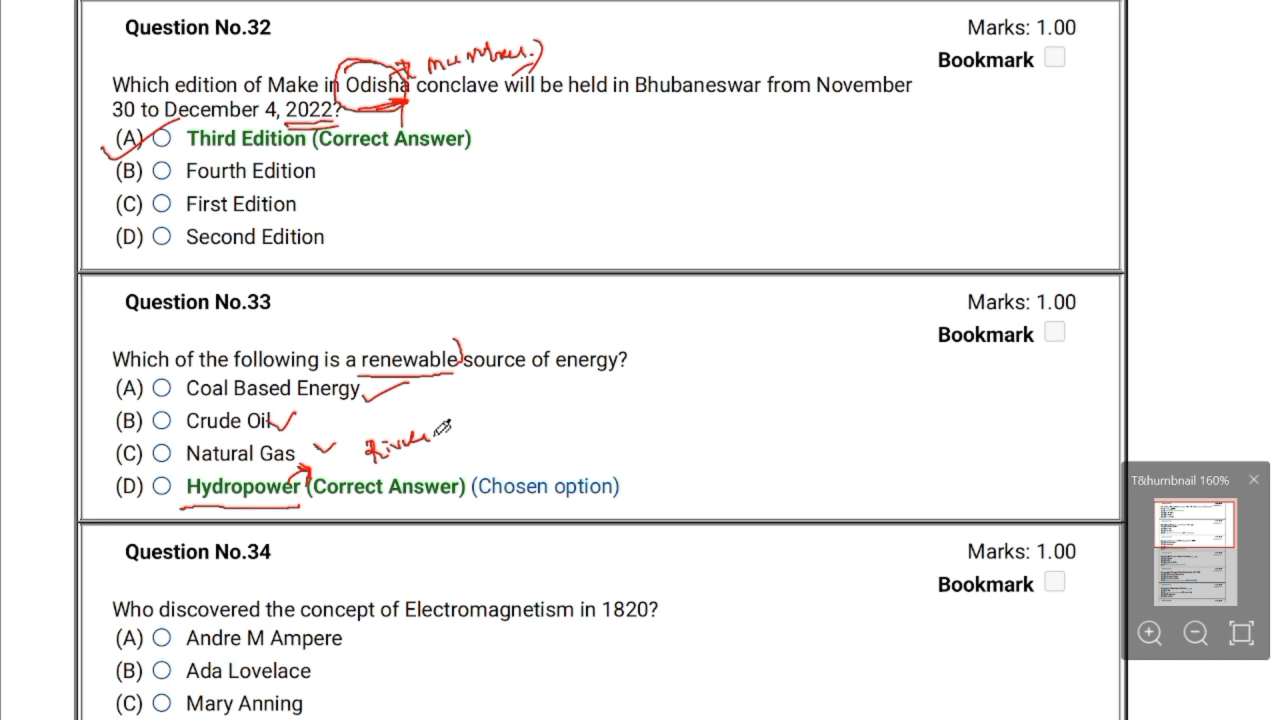 Question No.32
Marks: 1.00
Bookmark
Which edition of Make in Odisha conclave will be held in Bhubaneswar from November
30 to December 4, 2022?
(A) Third Edition (Correct Answer)
(B) Fourth Edition
(C) First Edition
(D) Second Edition
Question No.33
Marks: 1.00
Bookmark
Which of the following is a renewable source of energy?
(A) Coal Based Energy
(B) Crude Oil
(C) Natural Gas
(D) Hydropower (Correct Answer) (Chosen option)
Question No.34
Marks: 1.00
Bookmark
Who discovered the concept of Electromagnetism in 1820?
(A) Andre M Ampere
(B) Ada Lovelace
(C) Mary Anning
T&humbnail 160%